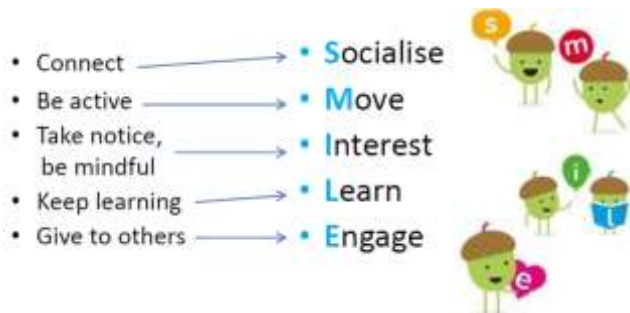 • Connect
• Be active
• Take notice,
be mindful
• Keep learning
• Give to others
• Socialise
• Move
• Interest
• Learn
• Engage
s
m
i
l
e